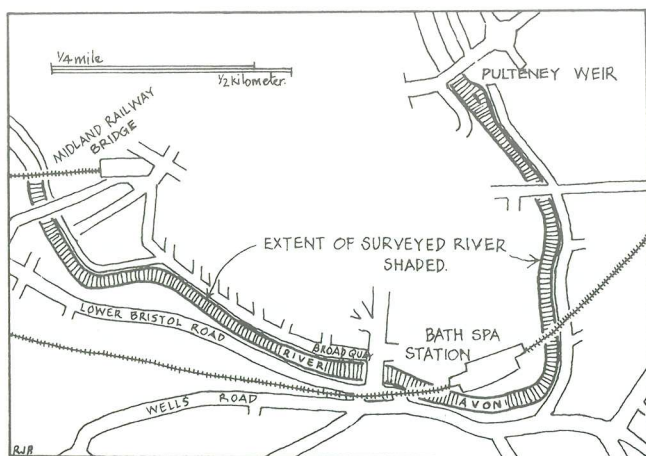 1/4 mile
1/2 kilometer.
PULTENEY WEIR
MIDLAND RAILWAY
BRIDGE
EXTENT OF SURVEYED RIVER
SHADED.
LOWER BRISTOL ROAD
BROAD QUAY
RIVER
BATH SPA
STATION
AVON
WELLS ROAD
RJR